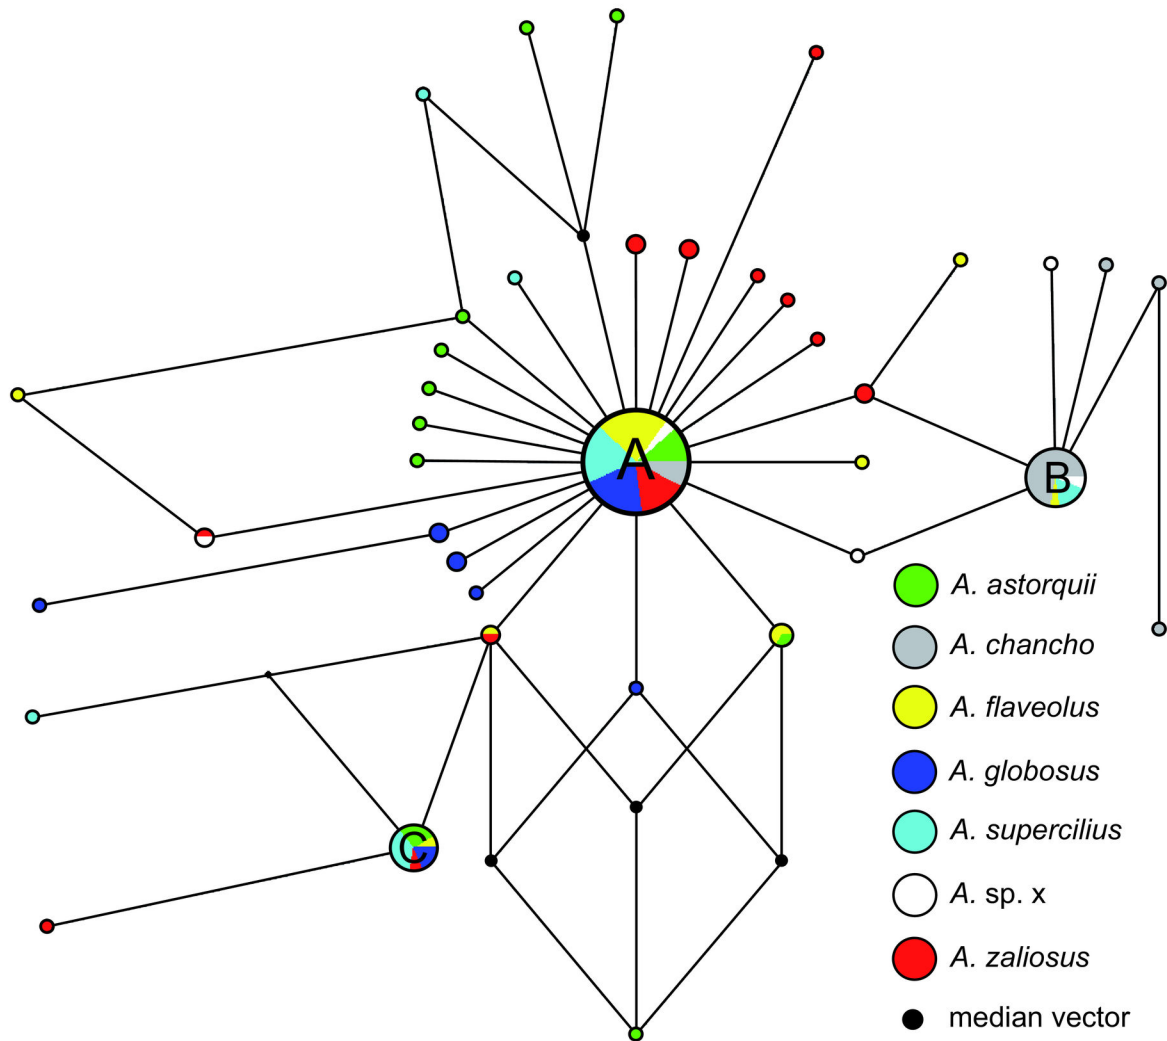 A
B
C
A. astorquii
A. chancho
A. flaveolus
A. globosus
A. supercilius
A. sp. x
A. zaliosus
median vector